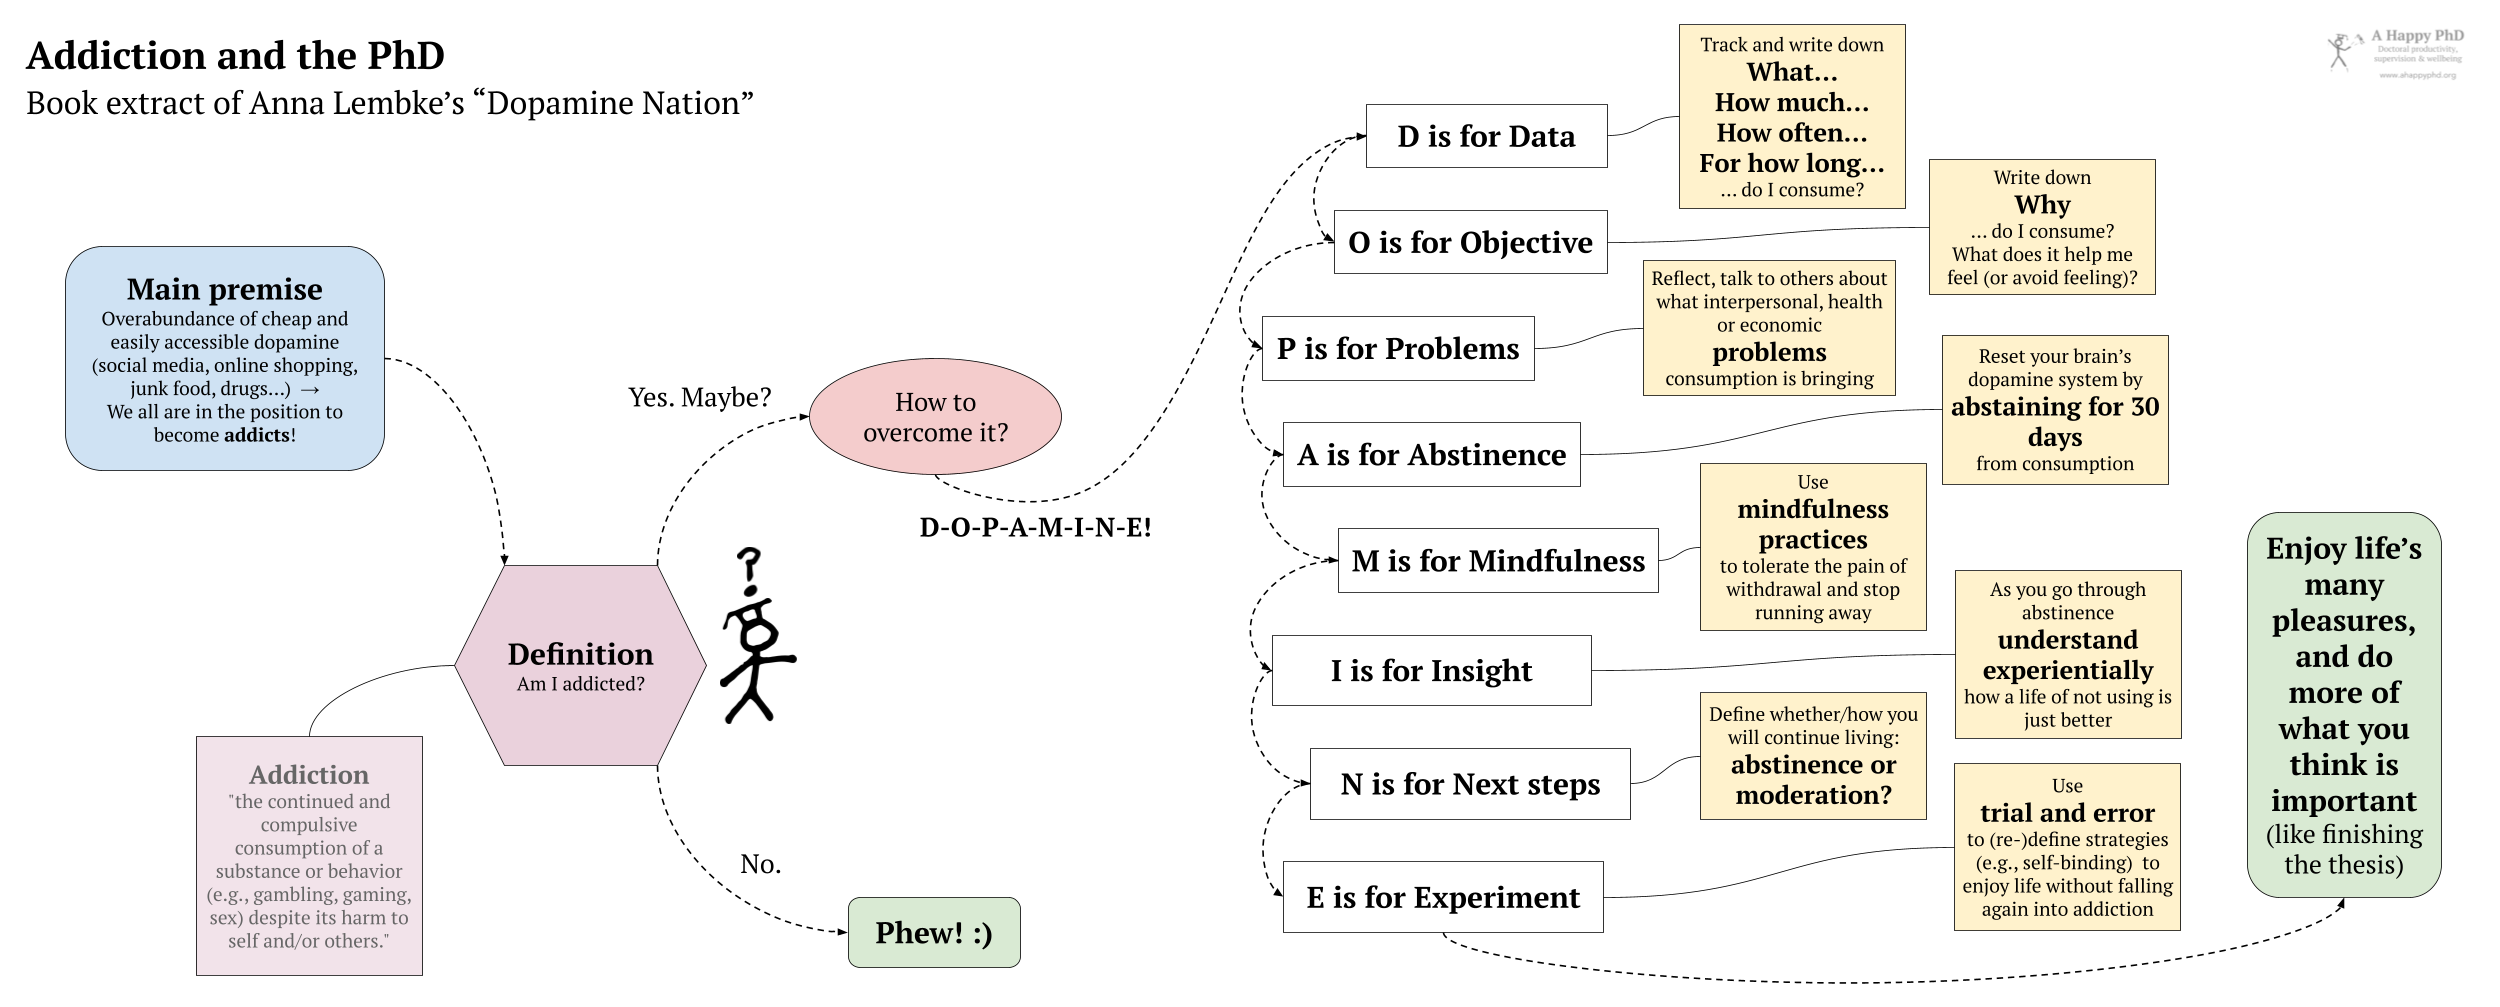 Addiction and the PhD
Book extract of Anna Lembke’s “Dopamine Nation”
A Happy PhD
Doctoral productivity,
supervision & wellbeing
www.ahappyphd.org
Main premise
Overabundance of cheap and
easily accessible dopamine
(social media, online shopping,
junk food, drugs...) →
We all are in the position to
become addicts!
Definition
Am I addicted?
Addiction
"the continued and
compulsive
consumption of a
substance or behavior
(e.g., gambling, gaming,
sex) despite its harm to
self and/or others."
?
Yes. Maybe?
How to
overcome it?
No.
Phew! :)
D-O-P-A-M-I-N-E!
D is for Data
Track and write down
What…
How much…
How often…
For how long…
… do I consume?
O is for Objective
Write down
Why
… do I consume?
What does it help me
feel (or avoid feeling)?
P is for Problems
Reflect, talk to others about
what interpersonal, health
or economic
problems
consumption is bringing
A is for Abstinence
Reset your brain’s
dopamine system by
abstaining for 30
days
from consumption
M is for Mindfulness
Use
mindfulness
practices
to tolerate the pain of
withdrawal and stop
running away
I is for Insight
As you go through
abstinence
understand
experientially
how a life of not using is
just better
N is for Next steps
Define whether/how you
will continue living:
abstinence or
moderation?
E is for Experiment
Use
trial and error
to (re-)define strategies
(e.g., self-binding) to
enjoy life without falling
again into addiction
Enjoy life’s
many
pleasures,
and do
more of
what you
think is
important
(like finishing
the thesis)